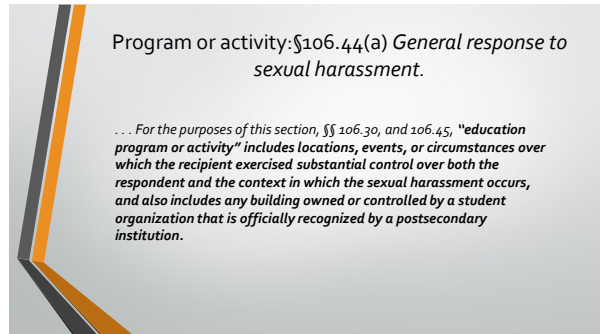 Program or activity:§106.44(a) General response to
sexual harassment.
. . . For the purposes of this section, §§ 106.30, and 106.45, “education
program or activity” includes locations, events, or circumstances over
which the recipient exercised substantial control over both the
respondent and the context in which the sexual harassment occurs,
and also includes any building owned or controlled by a student
organization that is officially recognized by a postsecondary
institution.